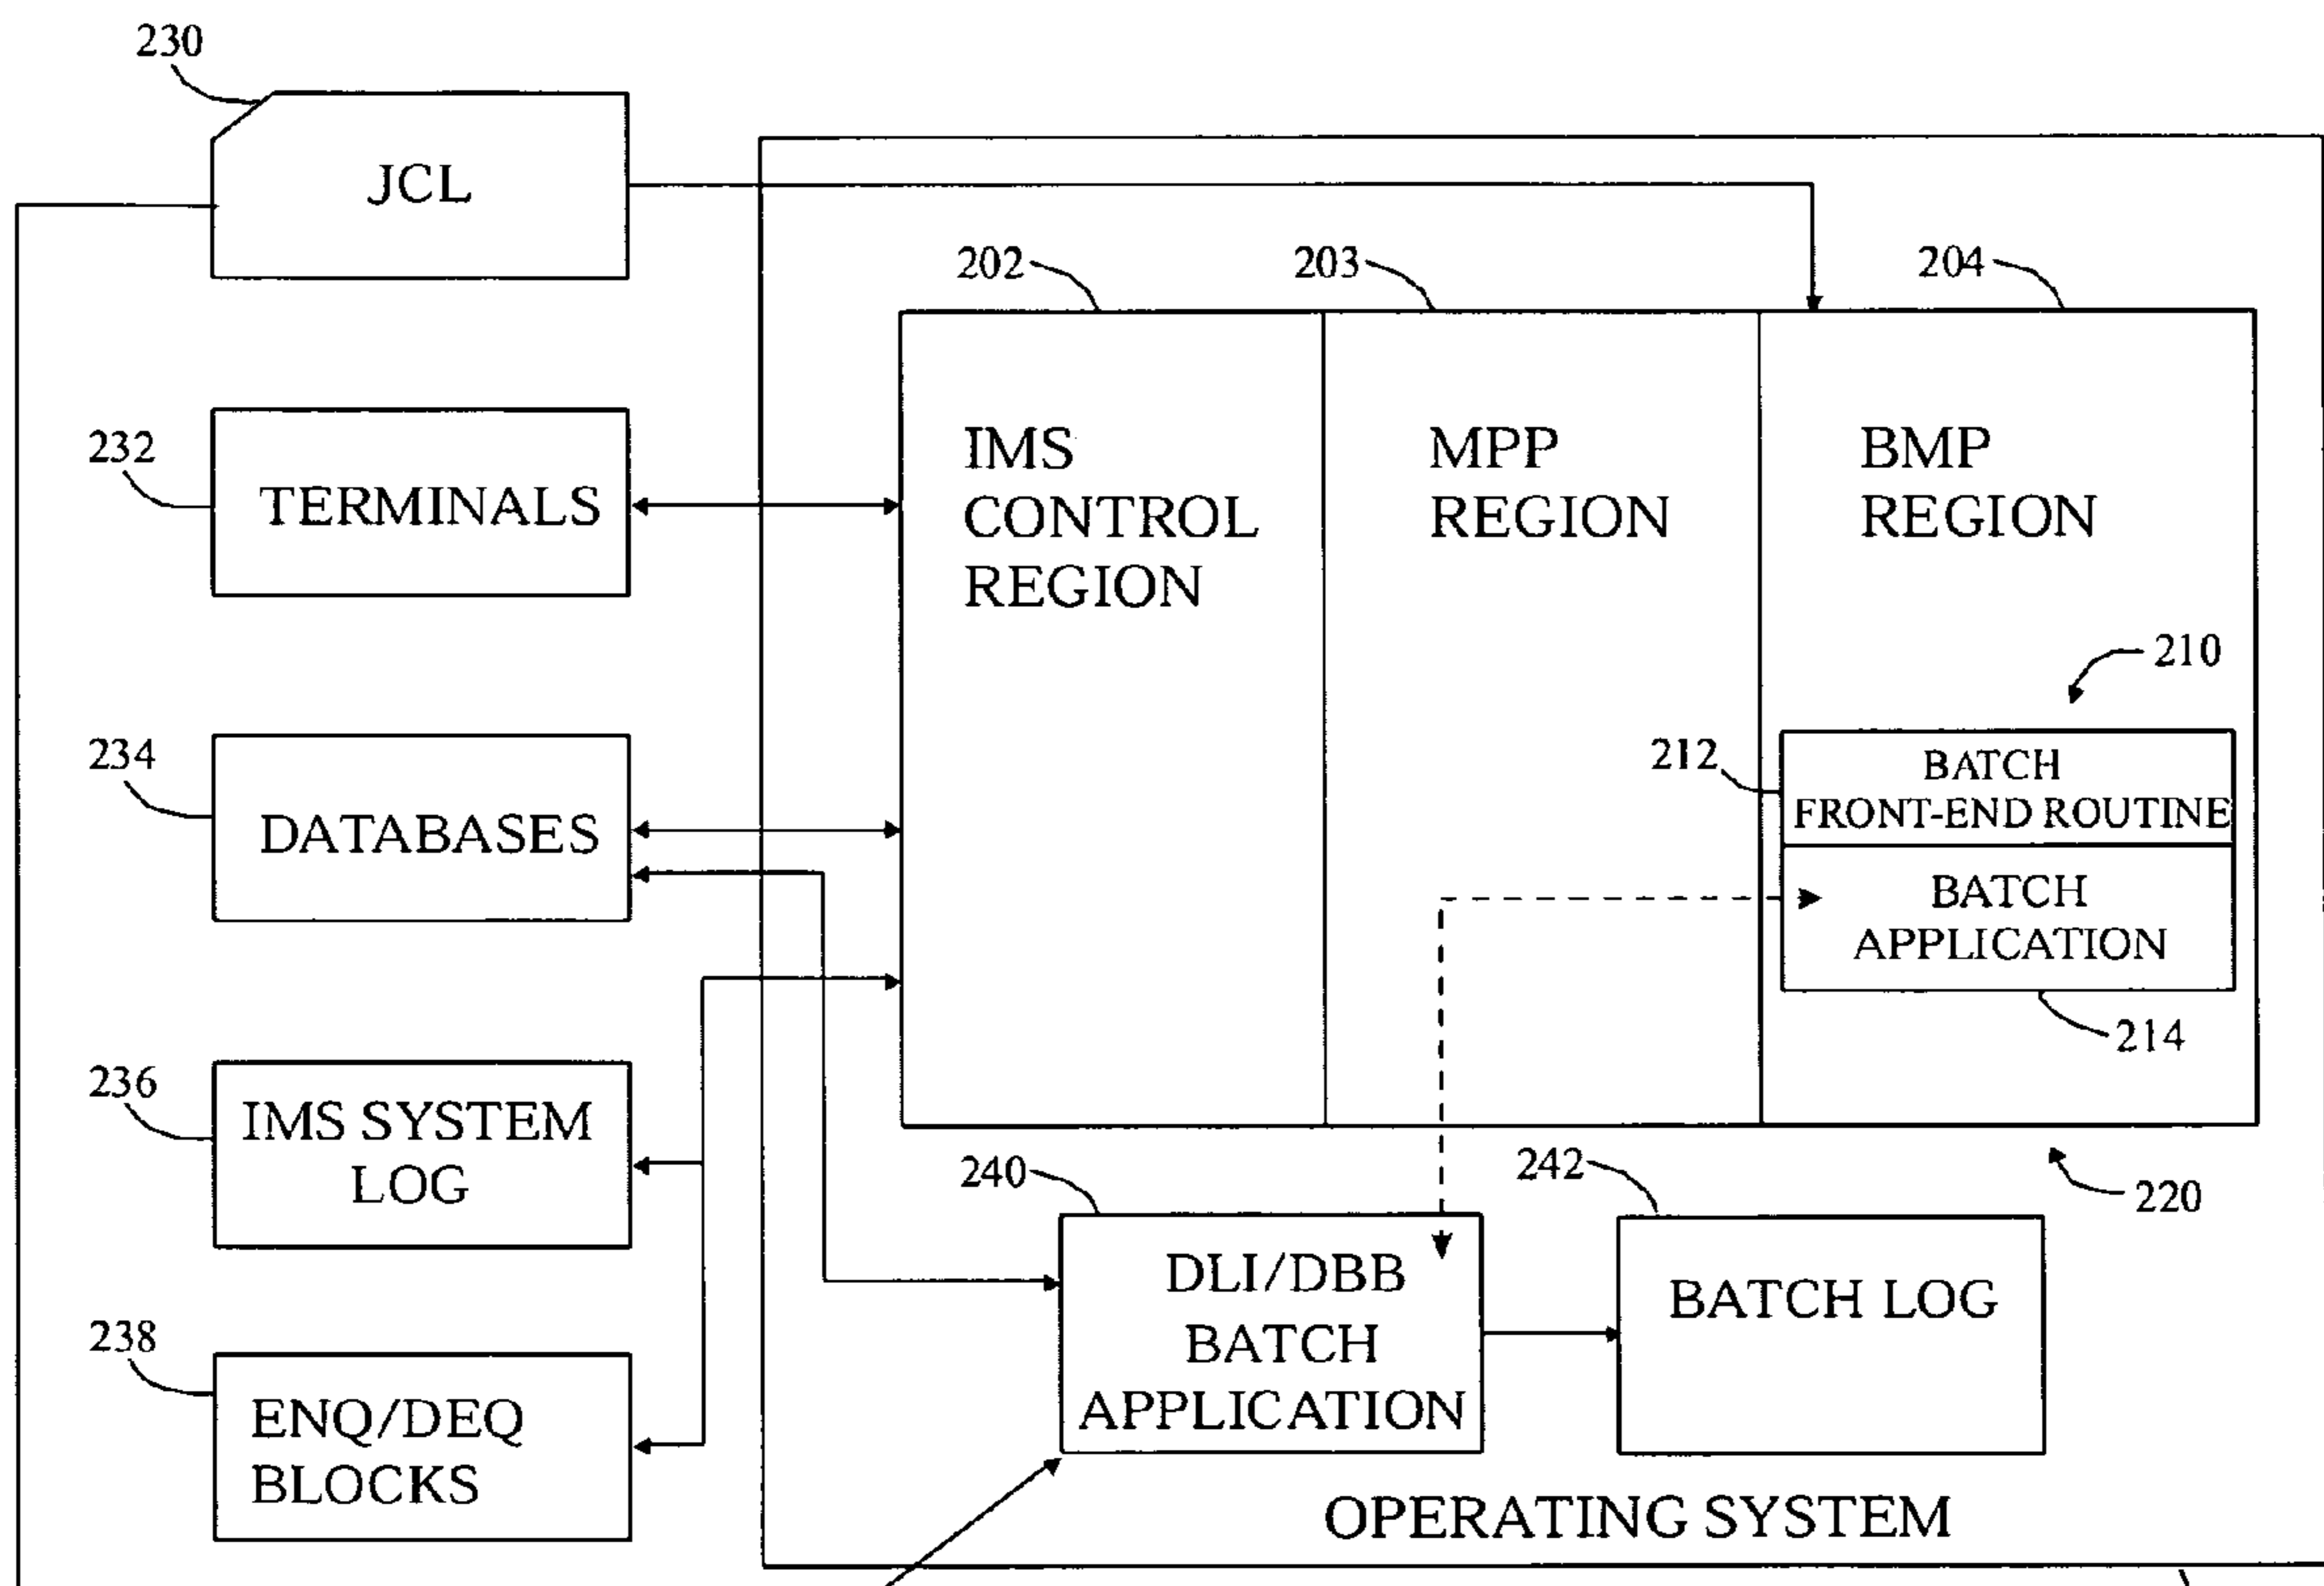 230
JCL
202
203
204
232
TERMINALS
IMS
CONTROL
REGION
MPP
REGION
BMP
REGION
210
234
DATABASES
212
BATCH
FRONT-END ROUTINE
BATCH
APPLICATION
214
236
IMS SYSTEM
LOG
240
242
220
238
ENQ/DEQ
BLOCKS
DLI/DBB
BATCH
APPLICATION
BATCH LOG
OPERATING SYSTEM